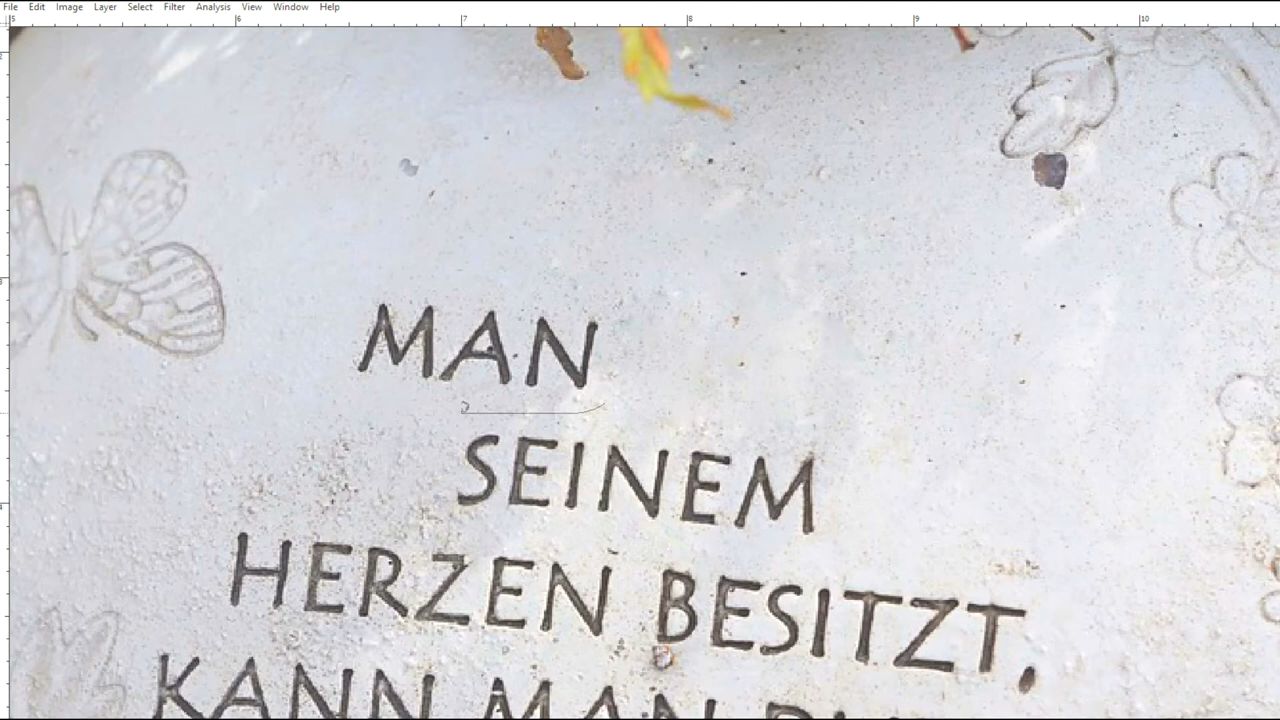 File Edit Image Layer Select Filter Analysis View Window Help
5 6 7 8 9 10
MAN
SEINEM
HERZEN BESITZT,
KANN MAN